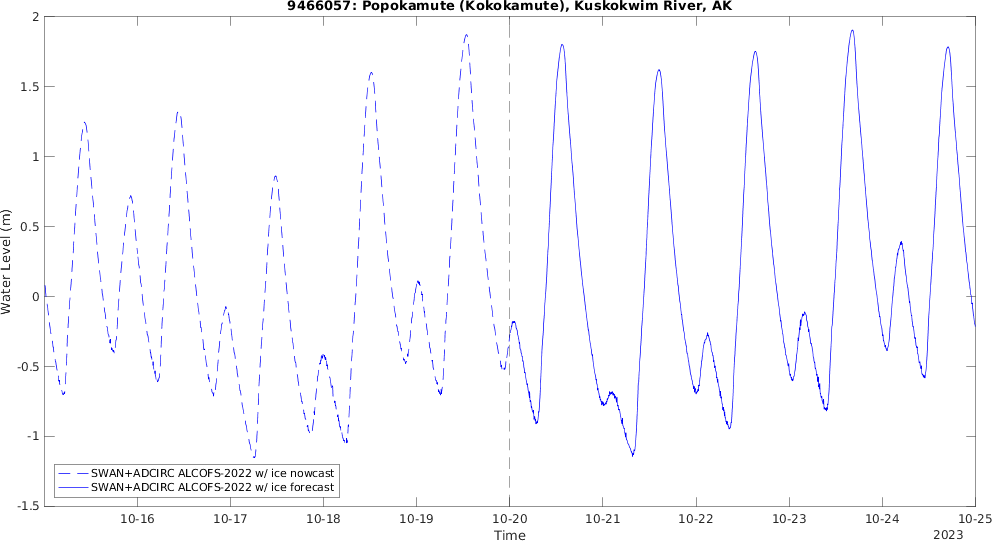 9466057: Popokamute (Kokokamute), Kuskokwim River, AK
2
1.5
1
0.5
0
-0.5
-1
-1.5
Water Level (m)
SWAN+ADCIRC ALCOFS-2022 w/ ice nowcast
SWAN+ADCIRC ALCOFS-2022 w/ ice forecast
10-16 10-17 10-18 10-19 10-20 10-21 10-22 10-23 10-24 10-25
Time
2023